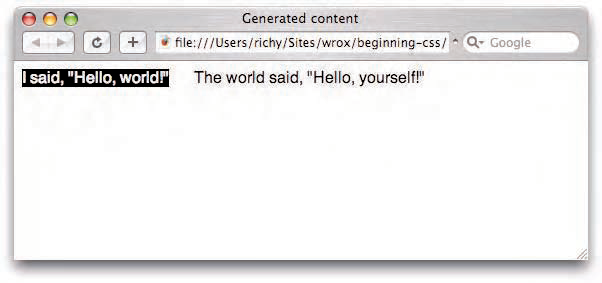 Generated content
file:///Users/richy/Sites/wrox/beginning-css/ Google
I said, "Hello, world!" The world said, "Hello, yourself!"